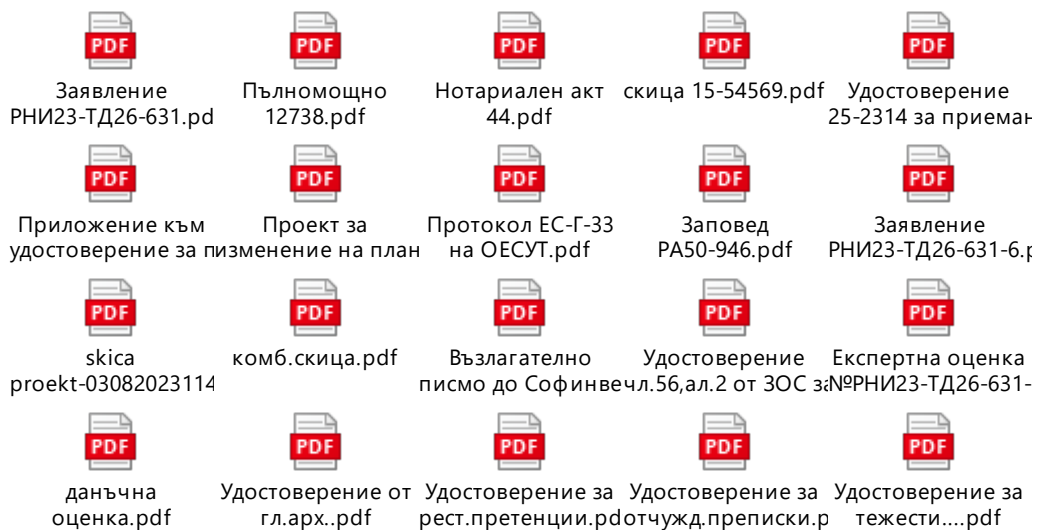 PDF PDF PDF PDF PDF
Заявление Пълномощно Нотариален акт скица 15-54569.pdf Удостоверение
РНИ23-ТД26-631.pd 12738.pdf 44.pdf 25-2314 за приеман
PDF PDF PDF PDF PDF
Приложение към Проект за Протокол ЕС-Г-33 Заповед Заявление
удостоверение за п изменение на план на ОЕСУТ.pdf РА50-946.pdf РНИ23-ТД26-631-6.p
PDF PDF PDF PDF PDF
skica комб.скица.pdf Възлагателно Удостоверение Експертна оценка
proekt-03082023114 писмо до Софинве чл.56,ал.2 от ЗОС за №РНИ23-ТД26-631-
PDF PDF PDF PDF PDF
данъчна Удостоверение от Удостоверение за Удостоверение за Удостоверение за
оценка.pdf гл.арх..pdf рест.претенции.pd отчужд.преписки.p тежести....pdf